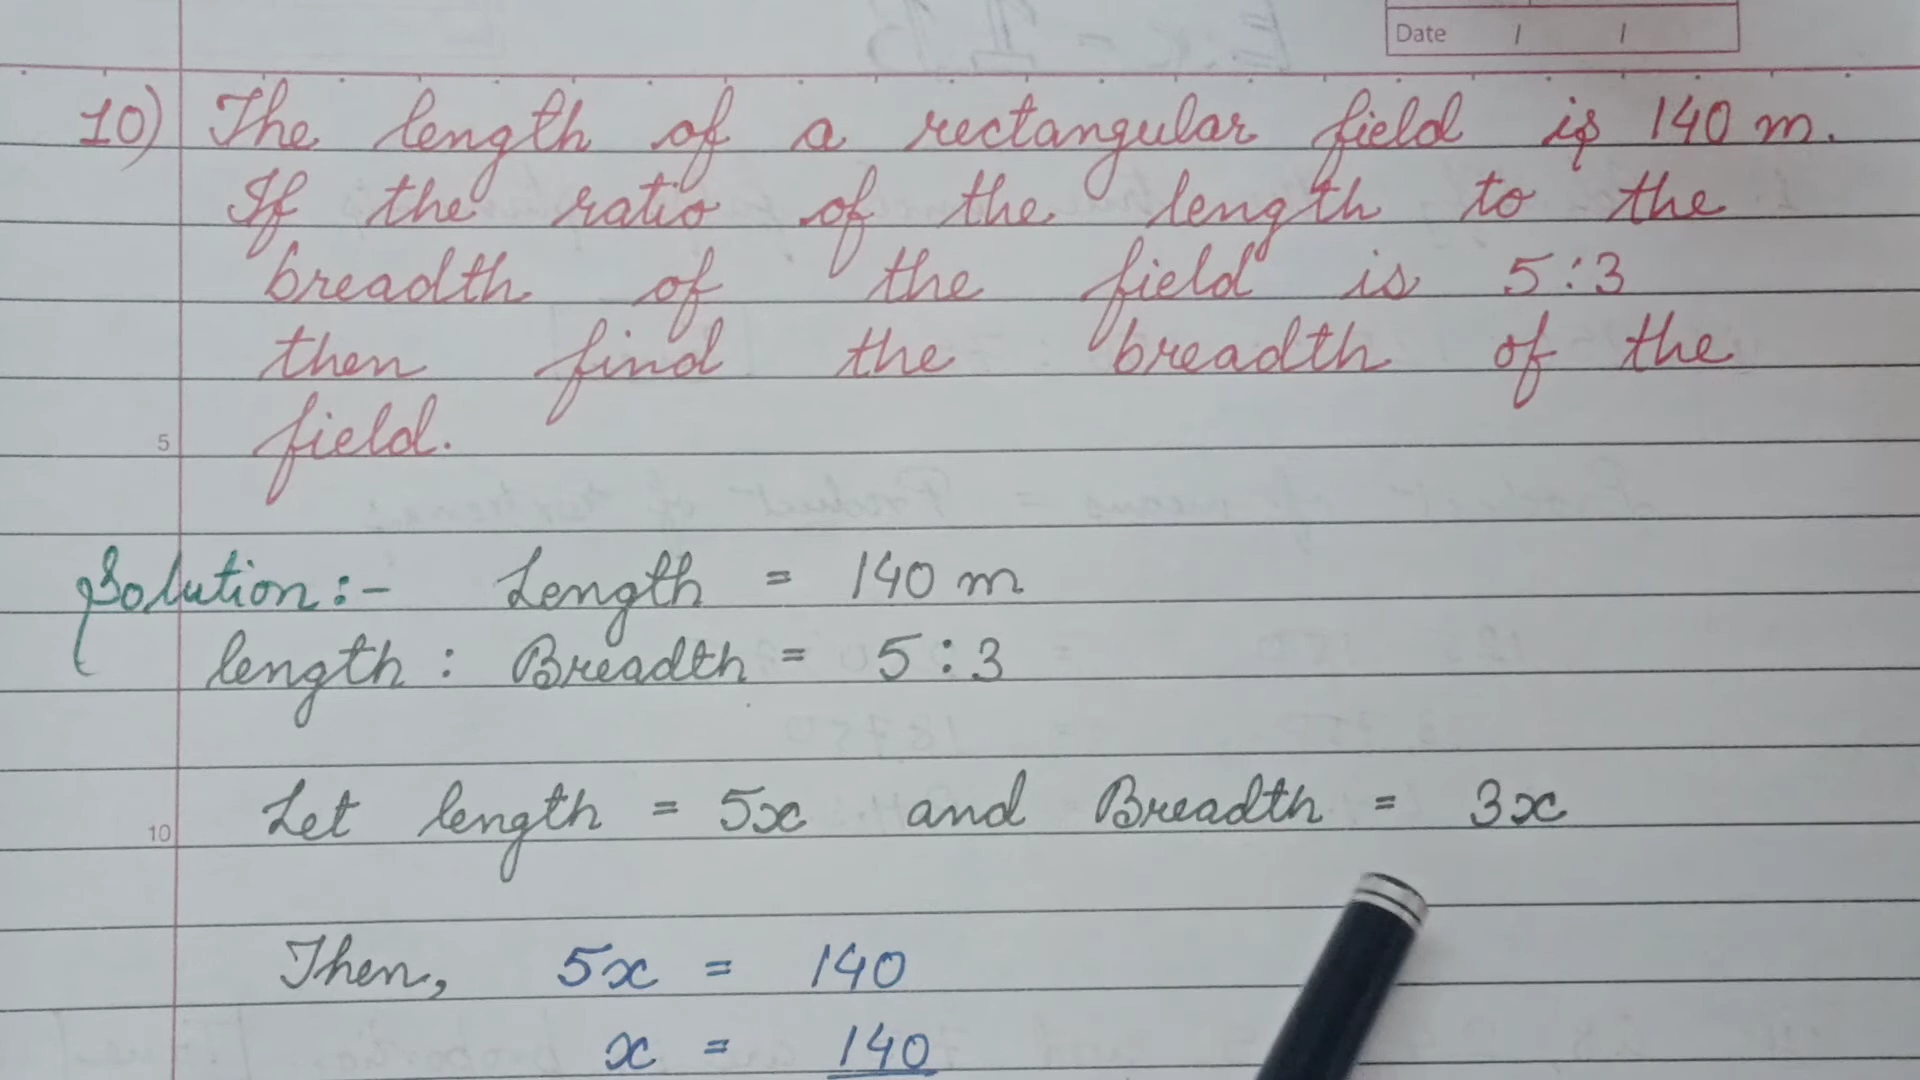 Date / /
10) The length of a rectangular field is 140 m.
If the ratio of the length to the
breadth of the field is 5:3
then find the breadth of the
field.
5
Solution:- Length = 140 m
length : Breadth = 5:3
Let length = 5x and Breadth = 3x
10
Then, 5x = 140
x = 140